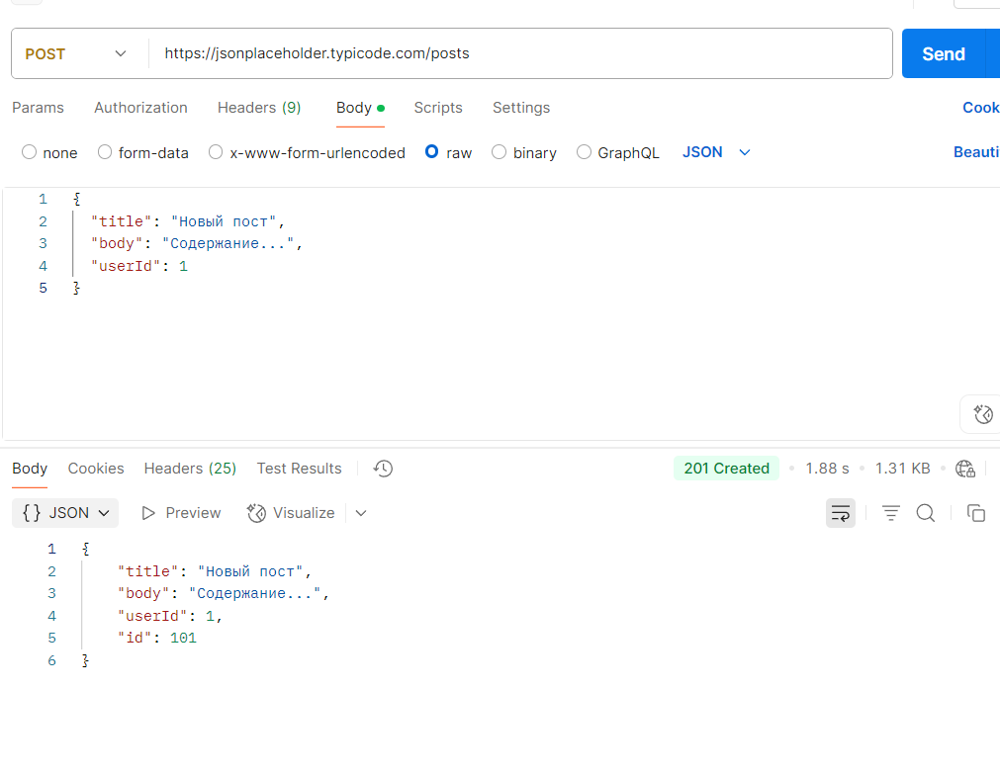 POST https://jsonplaceholder.typicode.com/posts Send
Params Authorization Headers (9) Body Scripts Settings Cook
none form-data x-www-form-urlencoded raw binary GraphQL JSON Beauti
1 {
2 "title": "Новый пост",
3 "body": "Содержание...",
4 "userId": 1
5 }
Body Cookies Headers (25) Test Results 201 Created 1.88 s 1.31 KB
{} JSON Preview Visualize
1 {
2 "title": "Новый пост",
3 "body": "Содержание...",
4 "userId": 1,
5 "id": 101
6 }